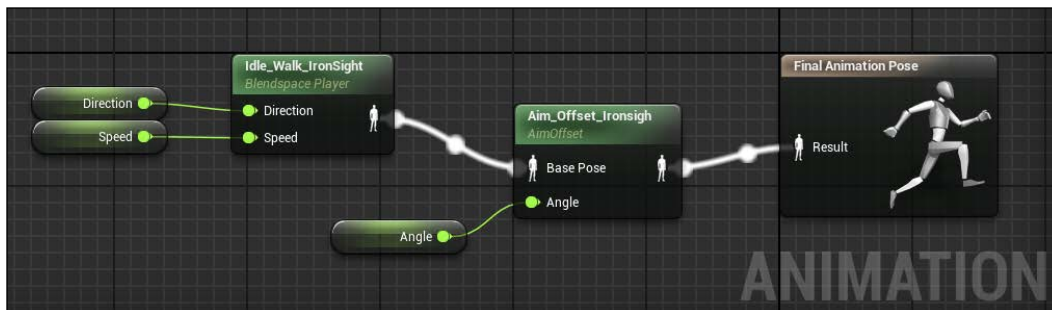 Idle_Walk_IronSight
Blendspace Player
Direction
Direction
Speed
Speed
Aim_Offset_Ironsigh
AimOffset
Base Pose
Angle
Angle
Final Animation Pose
Result
ANIMATION